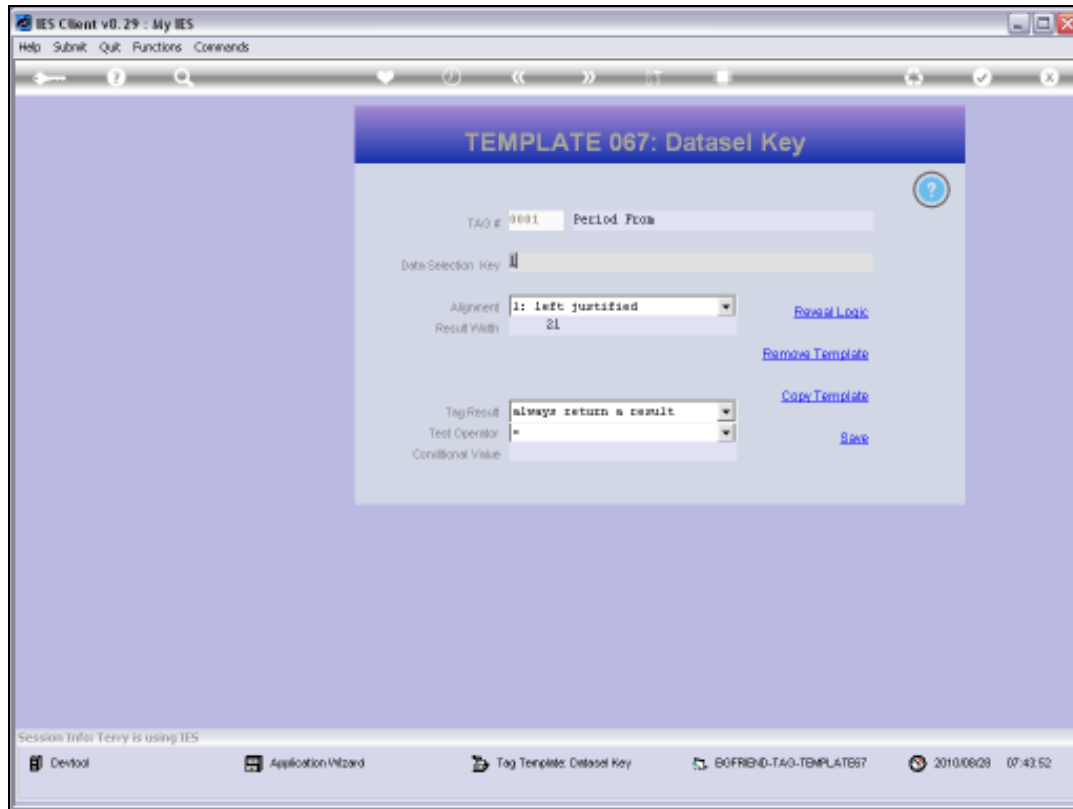 IES Client v8.29 : My IES
Help Submit Quit Functions Commands
TEMPLATE 067: Datasel Key
TAG # 0001 Period From
Data Selection Key 1
Alignment 1: left justified
Reveal Logic
Result Width 21
Remove Template
Copy Template
Tag Result always return a result
Test Operator =
Save
Conditional Value
Session Info: Terry is using IES
Devtool Application Wizard Tag Template: Datasel Key BGFRIEND-TAG-TEMPLATE67 2010/08/28 07:43:52